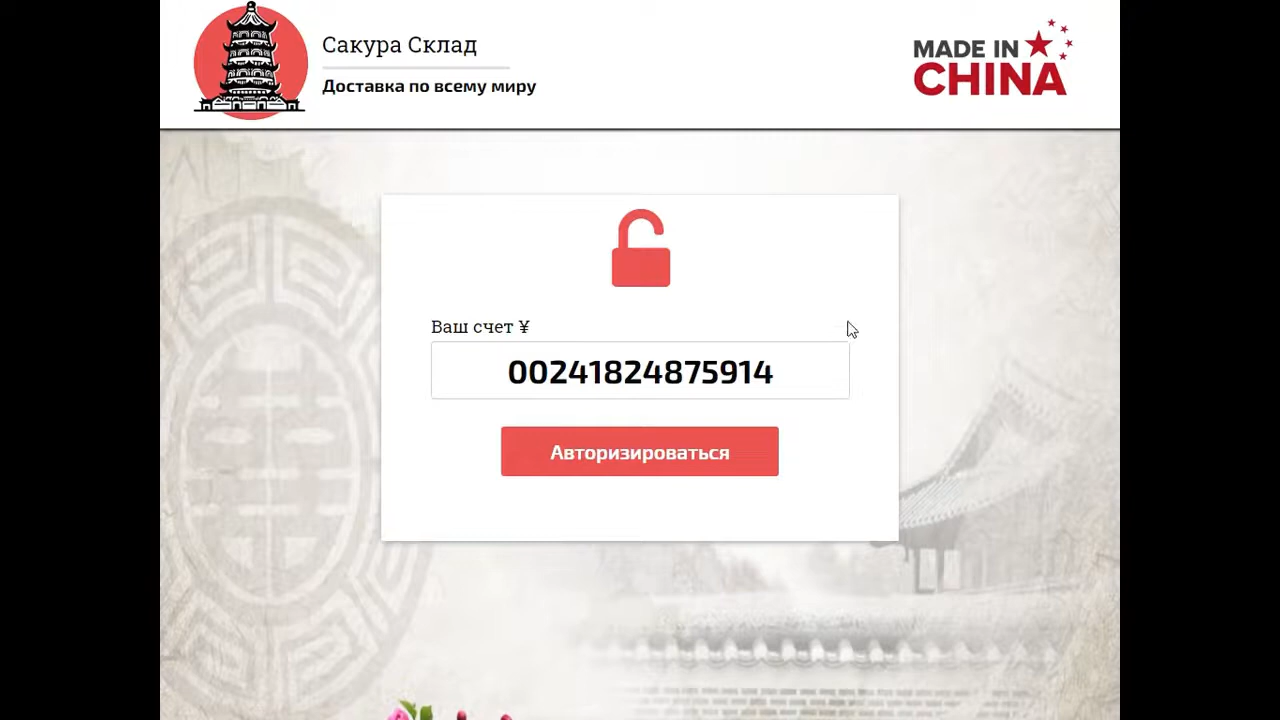 Сакура Склад
Доставка по всему миру
MADE IN
CHINA
Ваш счет ¥
00241824875914
Авторизироваться